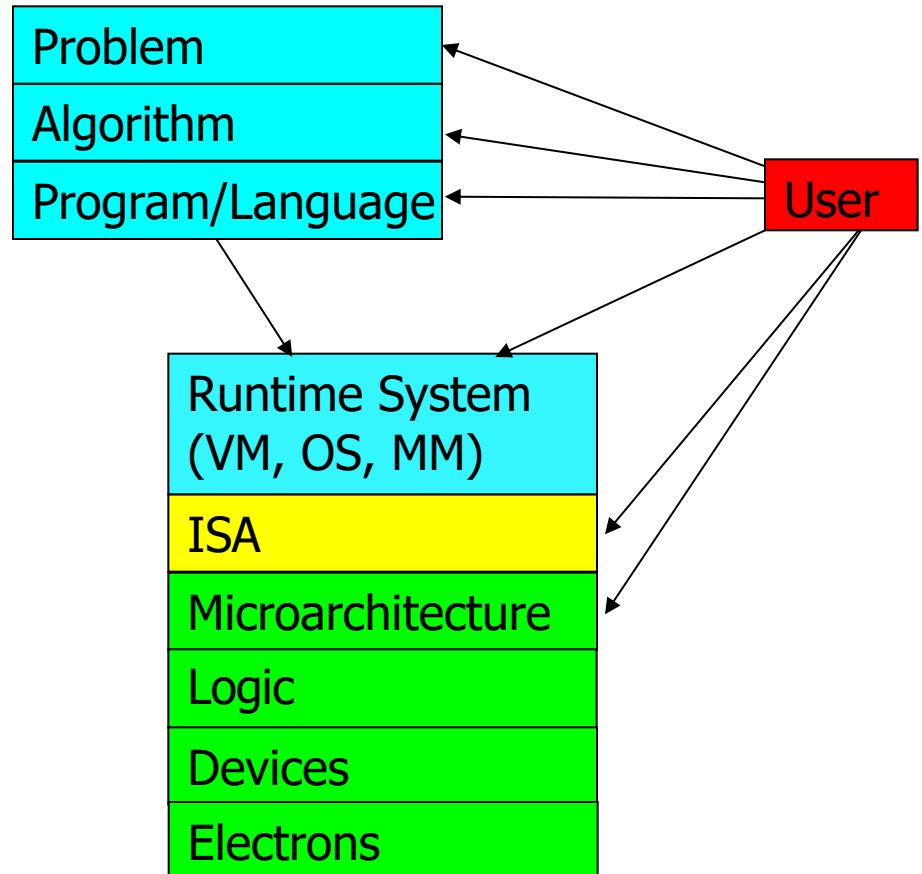 Problem
Algorithm
Program/Language
User
Runtime System
(VM, OS, MM)
ISA
Microarchitecture
Logic
Devices
Electrons